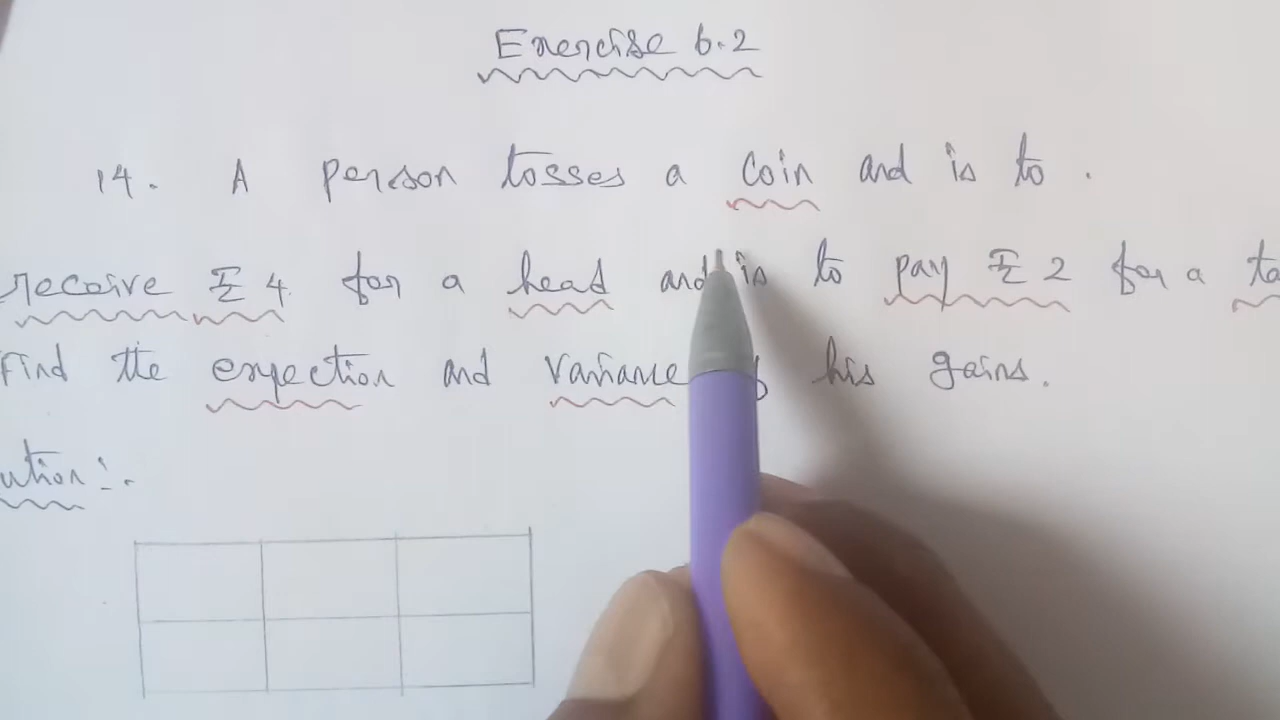 Exercise 6.2
14. A person tosses a coin and is to.
receive ₹ 4 for a head and is to pay ₹ 2 for a ta
Find the expection and variance his gains.
ution:-